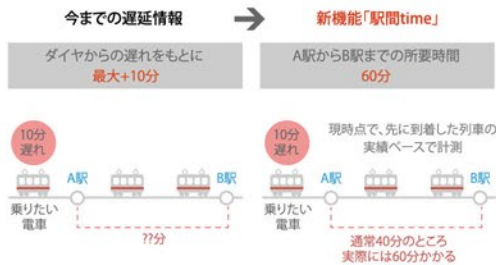 今までの遅延情報
ダイヤからの遅れをもとに
最大+10分
10分
遅れ
A駅
B駅
乗りたい
電車
??分
新機能「駅間time」
A駅からB駅までの所要時間
60分
10分
遅れ
現時点で、先に到着した列車の
実績ベースで計測
A駅
B駅
乗りたい
電車
通常40分のところ
実際には60分かかる